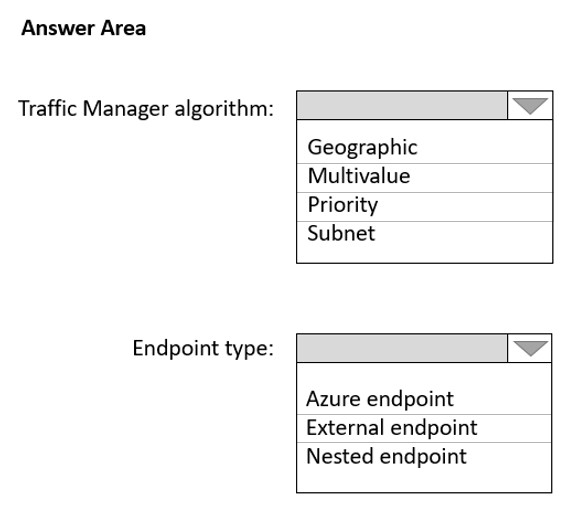 Answer Area
Traffic Manager algorithm:
Geographic
Multivalue
Priority
Subnet
Endpoint type:
Azure endpoint
External endpoint
Nested endpoint